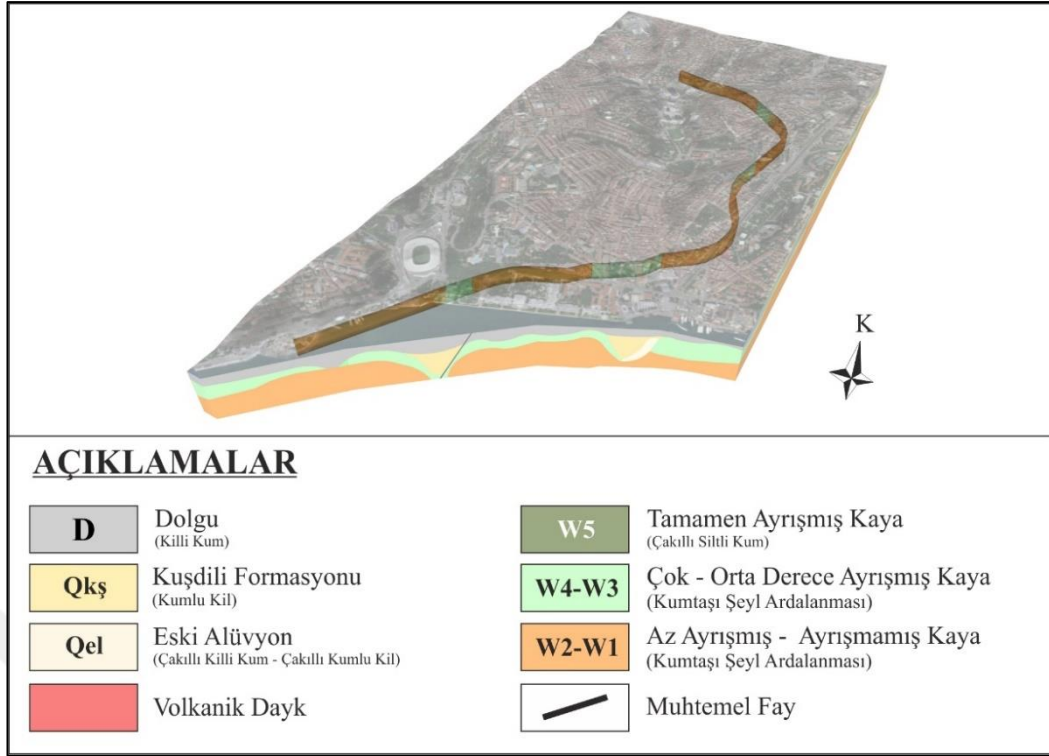 K
AÇIKLAMALAR
D
Dolgu
(Killi Kum)
Qkş
Kuşdili Formasyonu
(Kumlu Kil)
Qel
Eski Alüvyon
(Çakıllı Killi Kum - Çakıllı Kumlu Kil)
Volkanik Dayk
W5
Tamamen Ayrışmış Kaya
(Çakıllı Siltli Kum)
W4-W3
Çok - Orta Derece Ayrışmış Kaya
(Kumtaşı Şeyl Ardalanması)
W2-W1
Az Ayrışmış - Ayrışmamış Kaya
(Kumtaşı Şeyl Ardalanması)
Muhtemel Fay